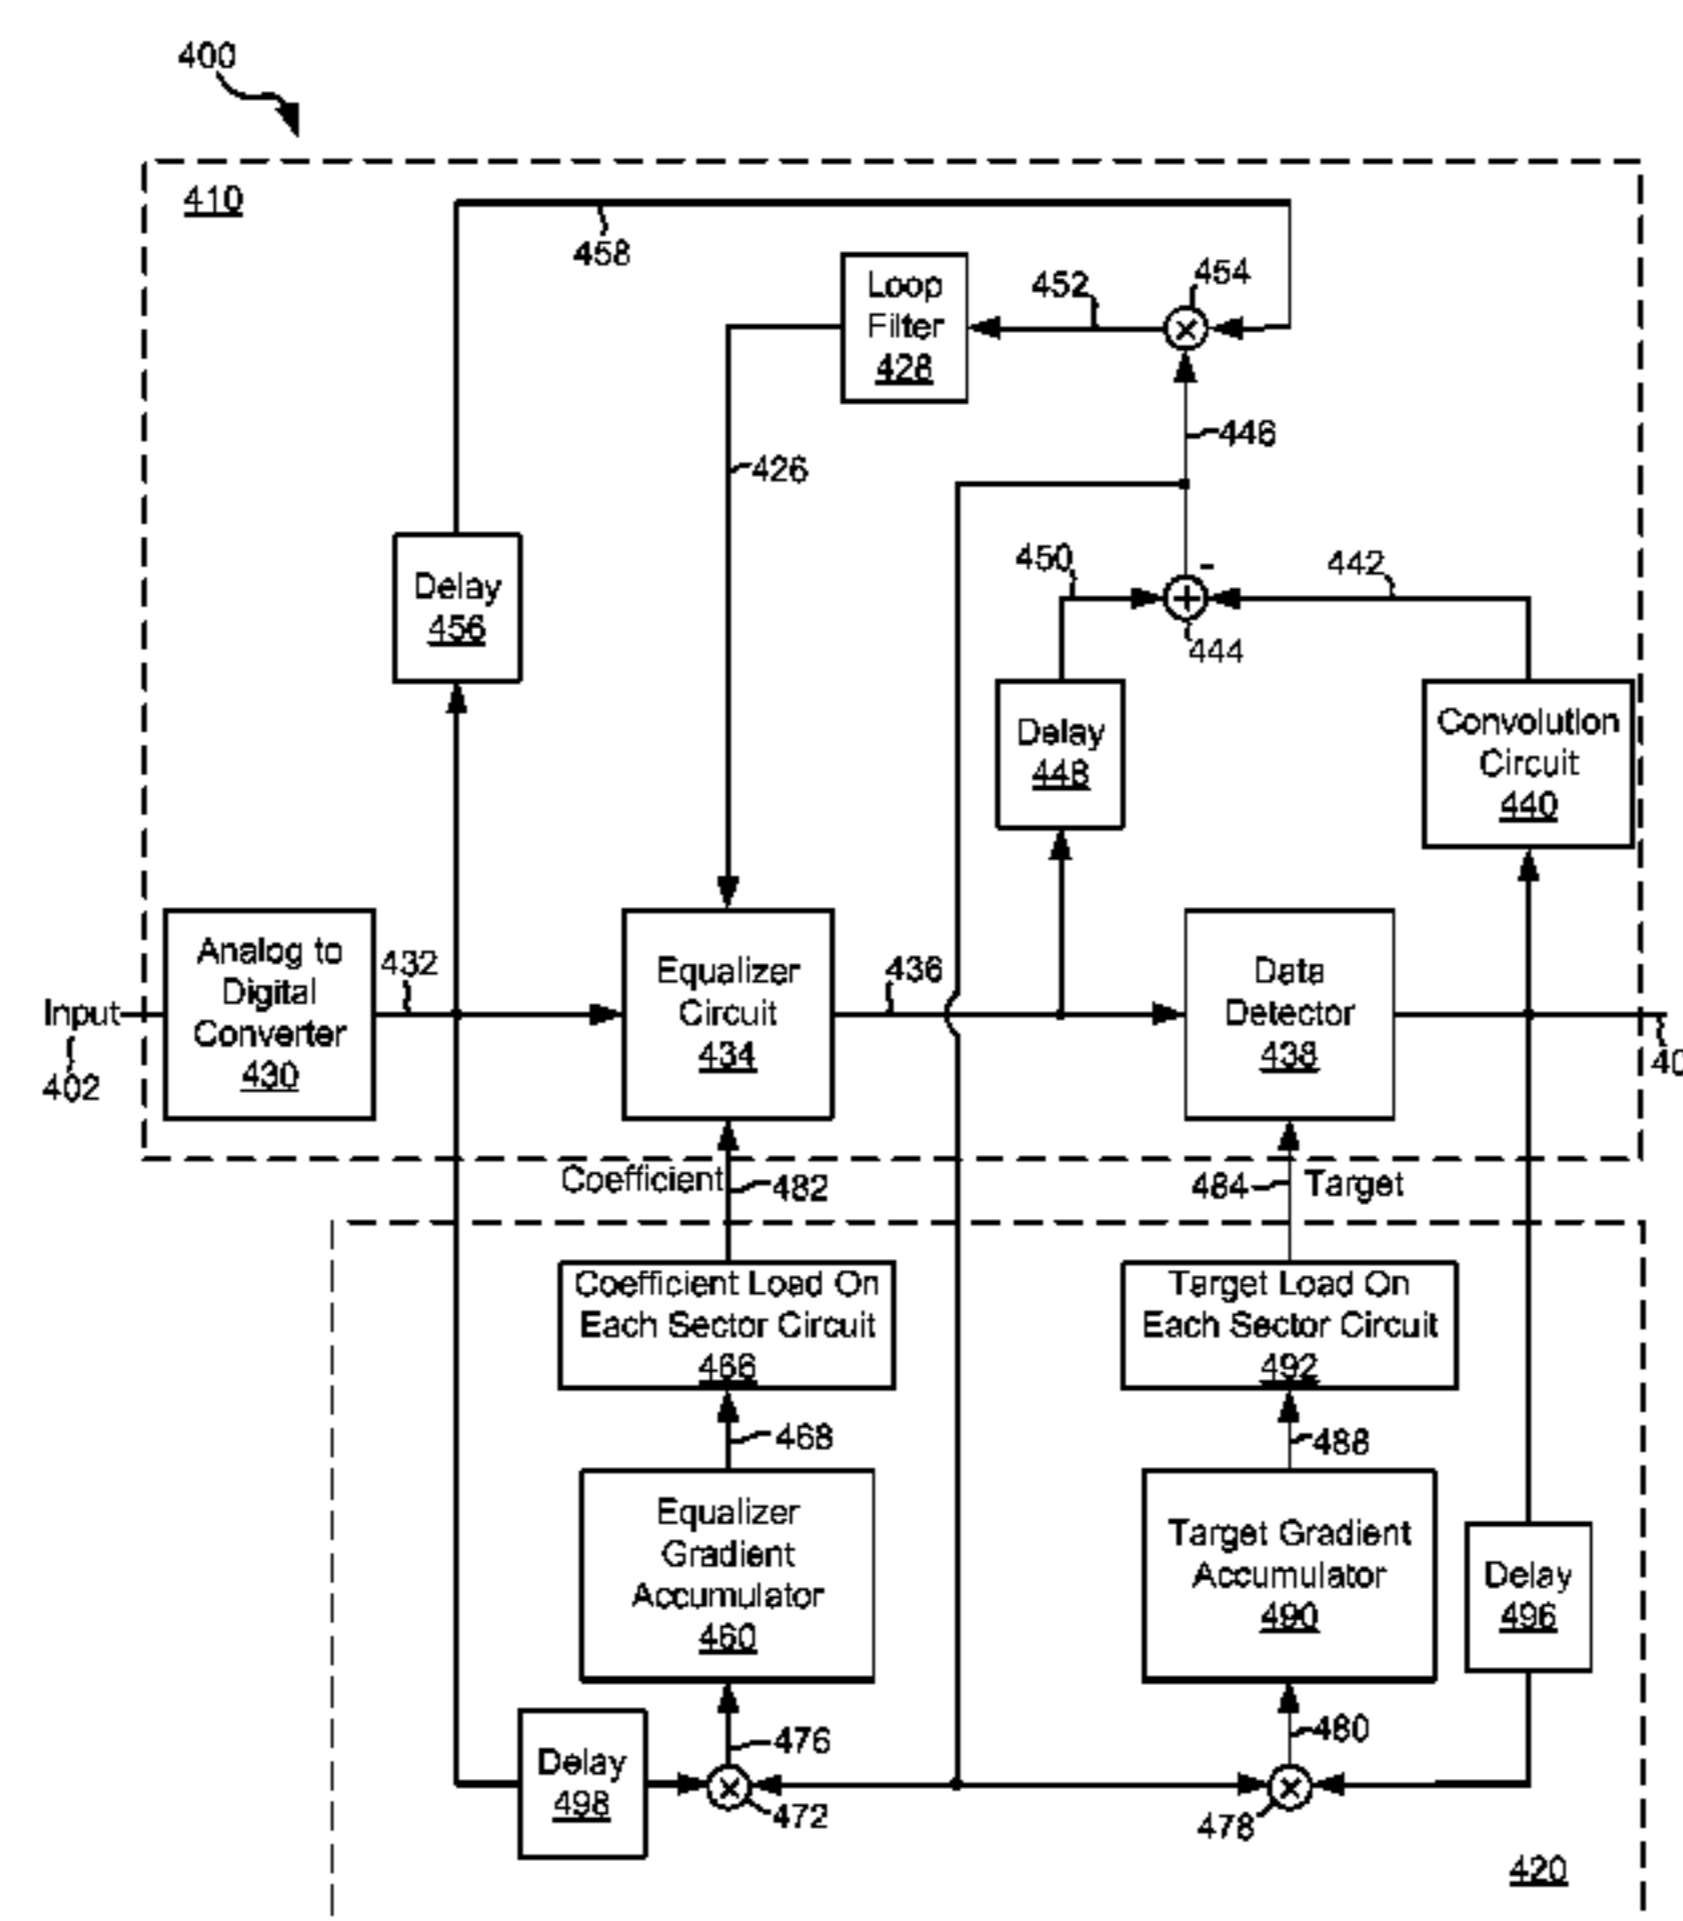 400
410
458
Loop
Filter
428
452
454
446
426
450
442
444
Delay
456
Delay
448
Convolution
Circuit
440
Analog to
Digital
Converter
430
432
Equalizer
Circuit
434
436
Data
Detector
438
Input
402
Coefficient
482
484
Target
Coefficient Load On
Each Sector Circuit
466
Target Load On
Each Sector Circuit
492
468
488
Equalizer
Gradient
Accumulator
460
Target Gradient
Accumulator
490
Delay
496
476
480
Delay
498
472
478
420